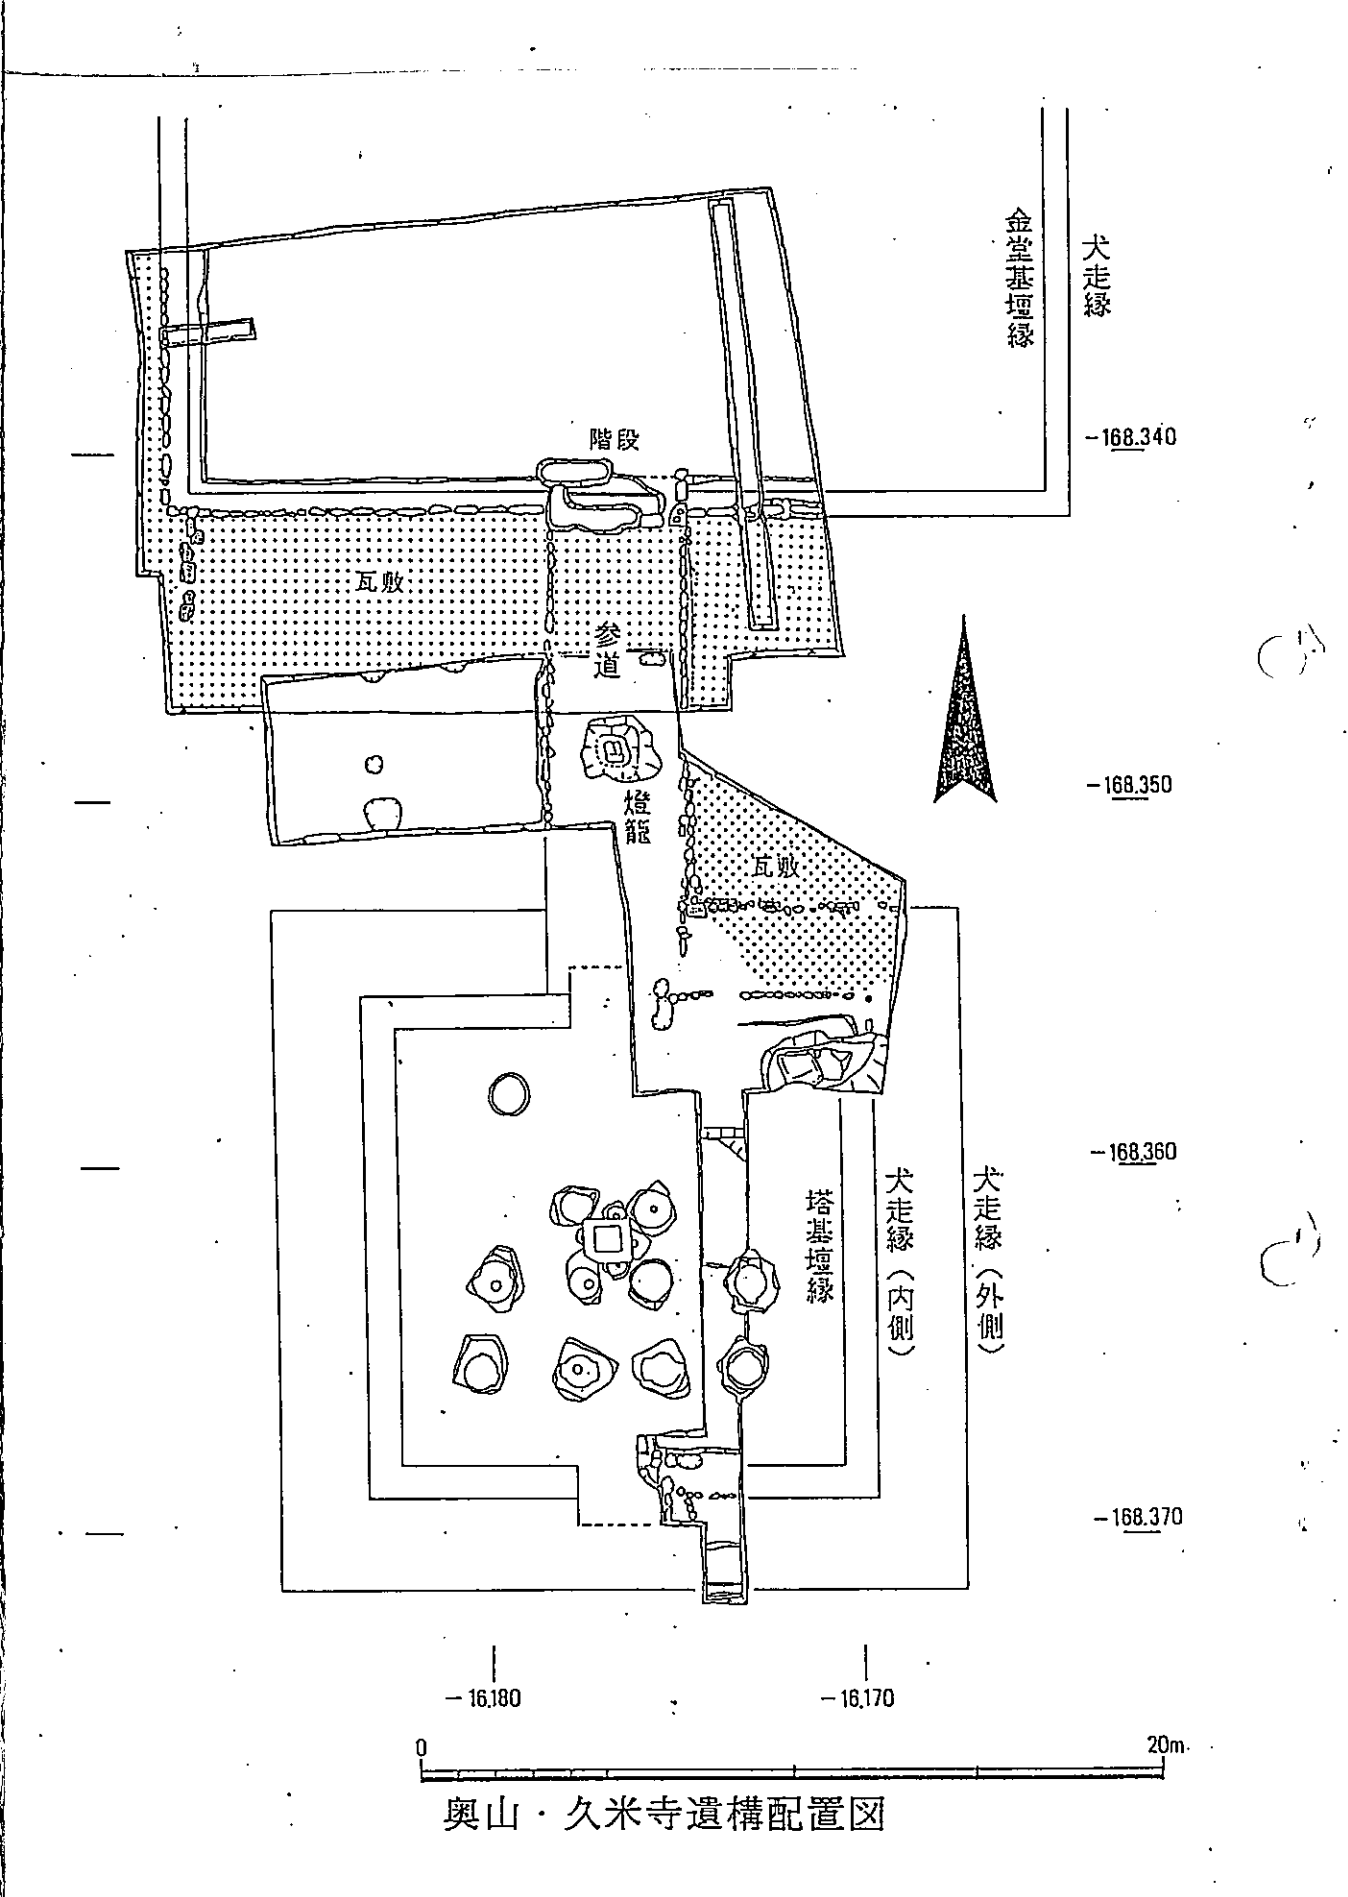 金堂基壇縁
犬走縁
階段
-168.340
瓦敷
参道
-168.350
燈籠
瓦敷
-168.360
塔基壇縁
犬走縁(内側)
犬走縁(外側)
-168.370
-16.180
-16.170
0
20m
奥山・久米寺遺構配置図